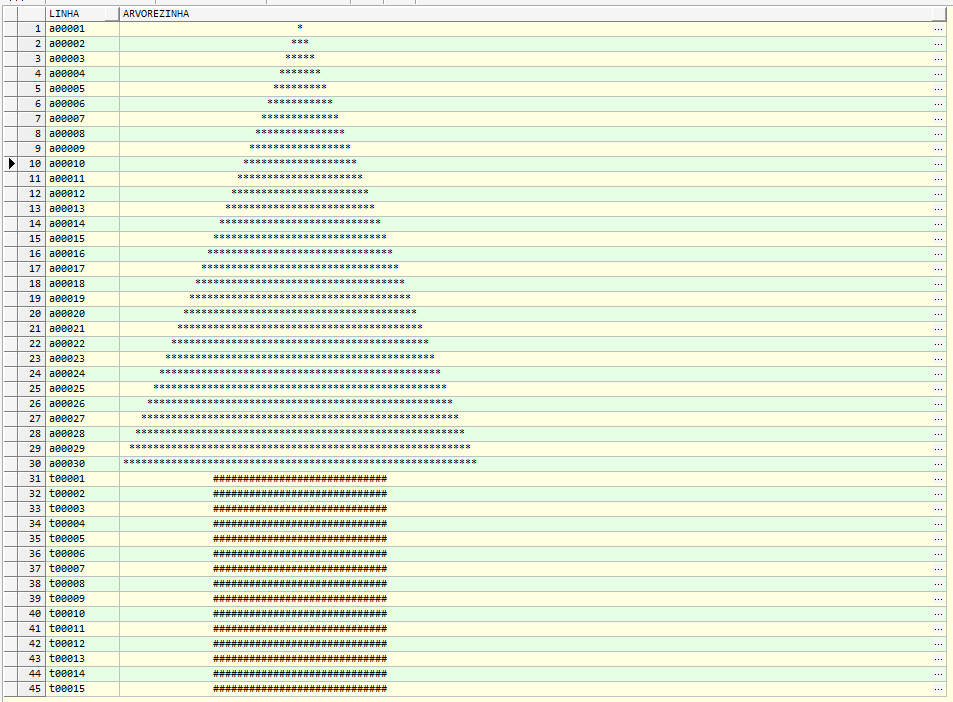 LINHA ARVOREZINHA
1 a00001 * ...
2 a00002 *** ...
3 a00003 ***** ...
4 a00004 ******* ...
5 a00005 ********* ...
6 a00006 *********** ...
7 a00007 ************* ...
8 a00008 *************** ...
9 a00009 ***************** ...
10 a00010 ******************* ...
11 a00011 ********************* ...
12 a00012 *********************** ...
13 a00013 ************************* ...
14 a00014 *************************** ...
15 a00015 ***************************** ...
16 a00016 ******************************* ...
17 a00017 ********************************* ...
18 a00018 *********************************** ...
19 a00019 ************************************* ...
20 a00020 *************************************** ...
21 a00021 ***************************************** ...
22 a00022 ******************************************* ...
23 a00023 ********************************************* ...
24 a00024 *********************************************** ...
25 a00025 ************************************************* ...
26 a00026 *************************************************** ...
27 a00027 ***************************************************** ...
28 a00028 ******************************************************* ...
29 a00029 ********************************************************* ...
30 a00030 *********************************************************** ...
31 t00001 ############################# ...
32 t00002 ############################# ...
33 t00003 ############################# ...
34 t00004 ############################# ...
35 t00005 ############################# ...
36 t00006 ############################# ...
37 t00007 ############################# ...
38 t00008 ############################# ...
39 t00009 ############################# ...
40 t00010 ############################# ...
41 t00011 ############################# ...
42 t00012 ############################# ...
43 t00013 ############################# ...
44 t00014 ############################# ...
45 t00015 ############################# ...